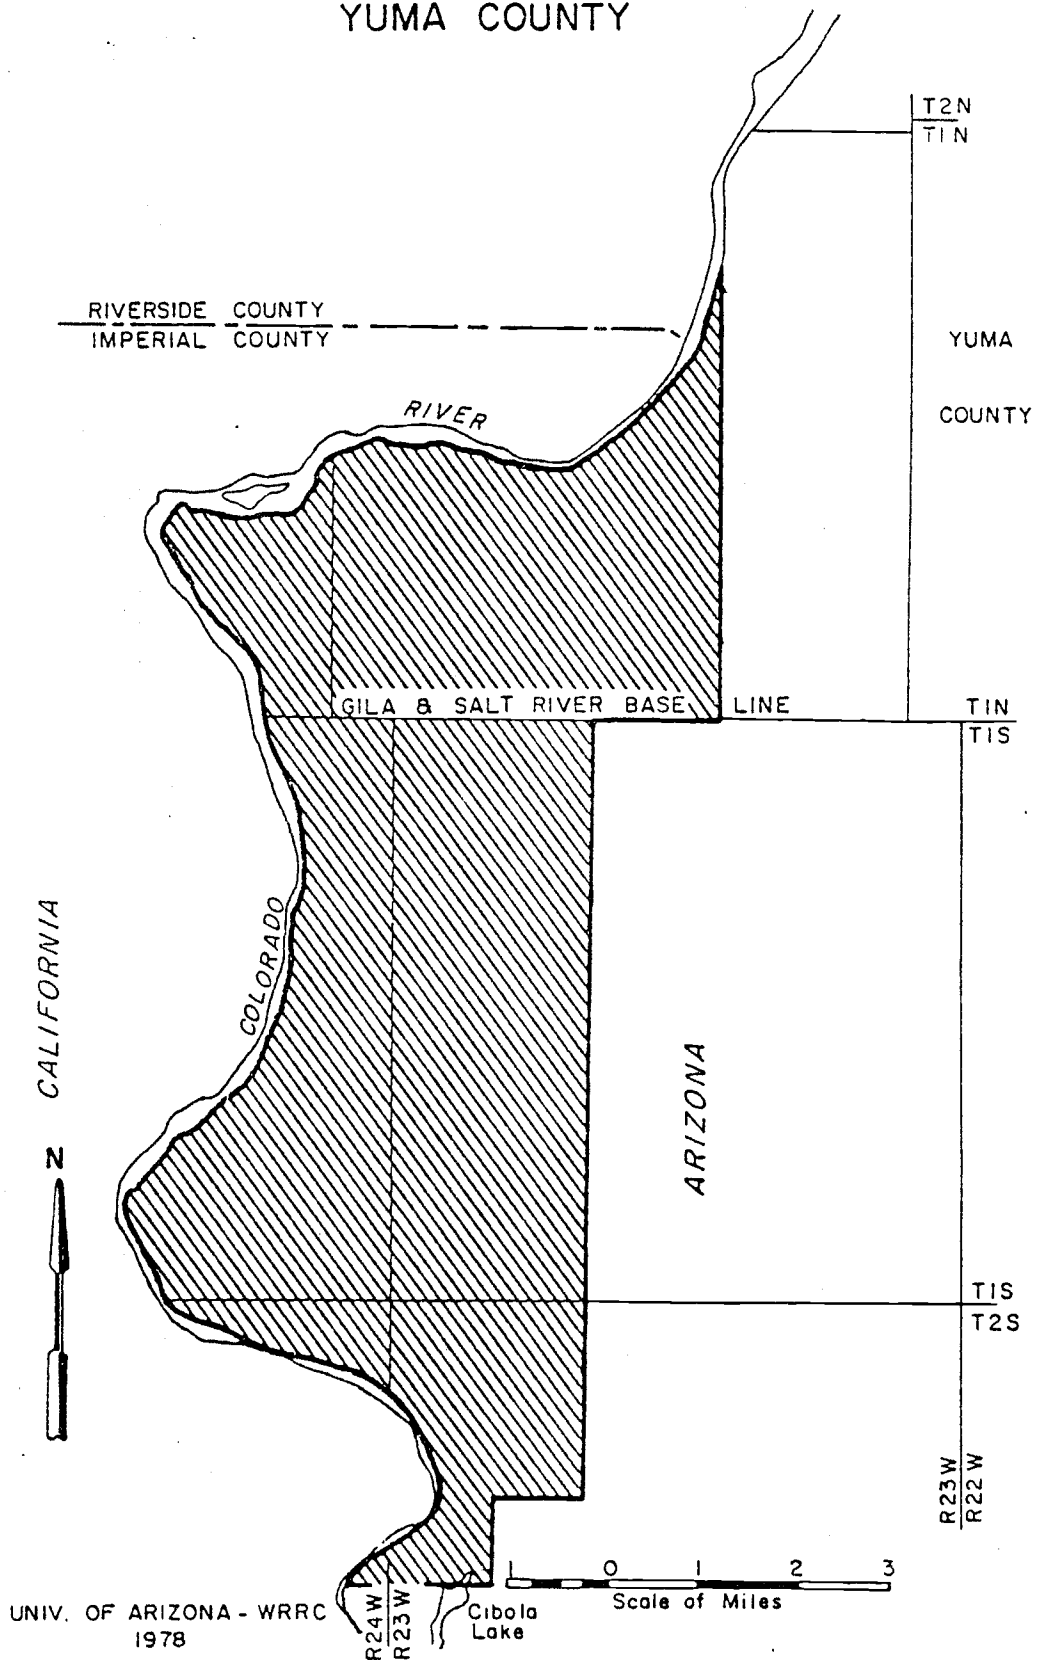 YUMA COUNTY
T2N
T1N
RIVERSIDE COUNTY
IMPERIAL COUNTY
YUMA
COUNTY
RIVER
GILA & SALT RIVER BASE LINE
T1N
T1S
COLORADO
CALIFORNIA
ARIZONA
N
T1S
T2S
R23W
R22W
1 0 1 2 3
Scale of Miles
UNIV. OF ARIZONA - WRRC
1978
R24W
R23W
Cibola
Lake